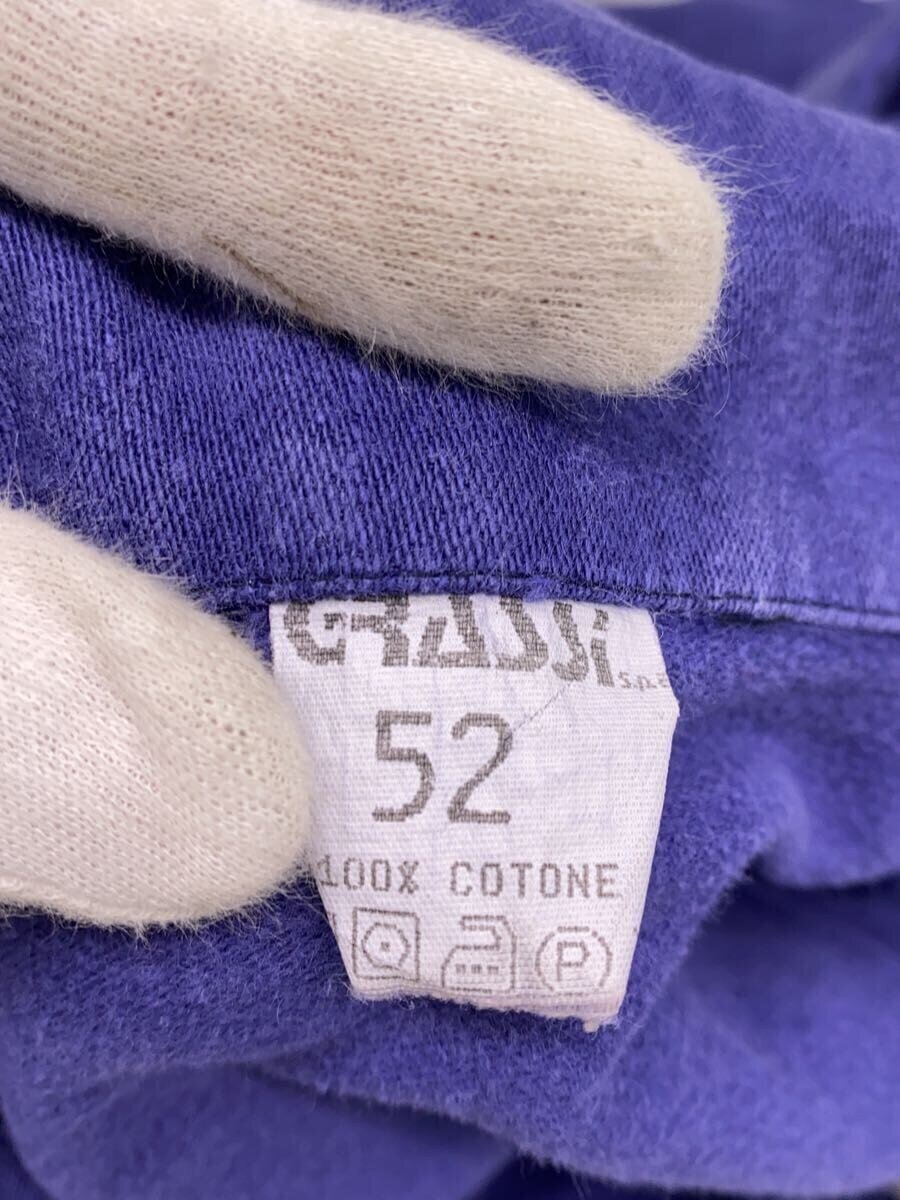 GRASSi
s.p.a
52
100% COTONE
P